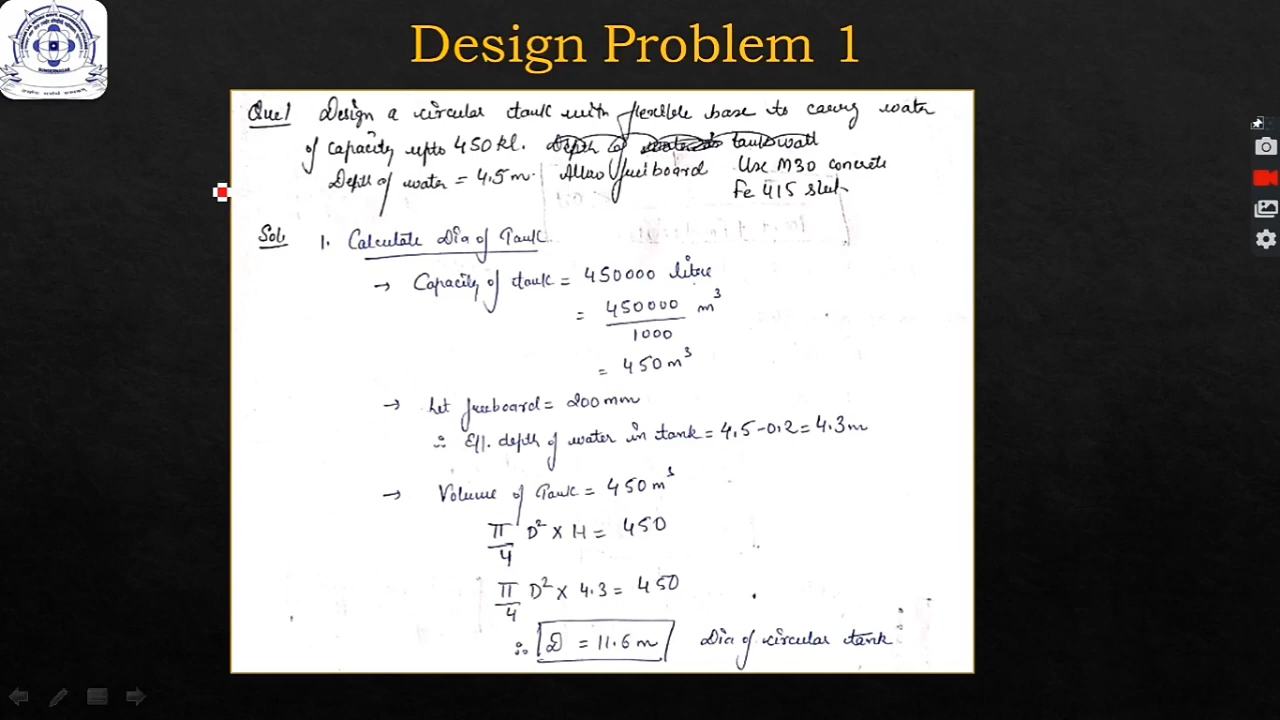 Design Problem 1
Que1 Design a circular tank with flexible base to carry water
of capacity upto 450 kl. Depth of tank wall
Depth of water = 4.5 m. Allow freeboard Use M30 concrete
Fe 415 steel
Sol. 1. Calculate Dia of Tank
→ Capacity of tank = 450000 litre
= 450000 / 1000 m³
= 450 m³
→ Let freeboard = 200 mm
∴ Eff. depth of water in tank = 4.5 - 0.2 = 4.3 m
→ Volume of Tank = 450 m³
π/4 D² × H = 450
π/4 D² × 4.3 = 450
∴ D = 11.6 m Dia of circular tank